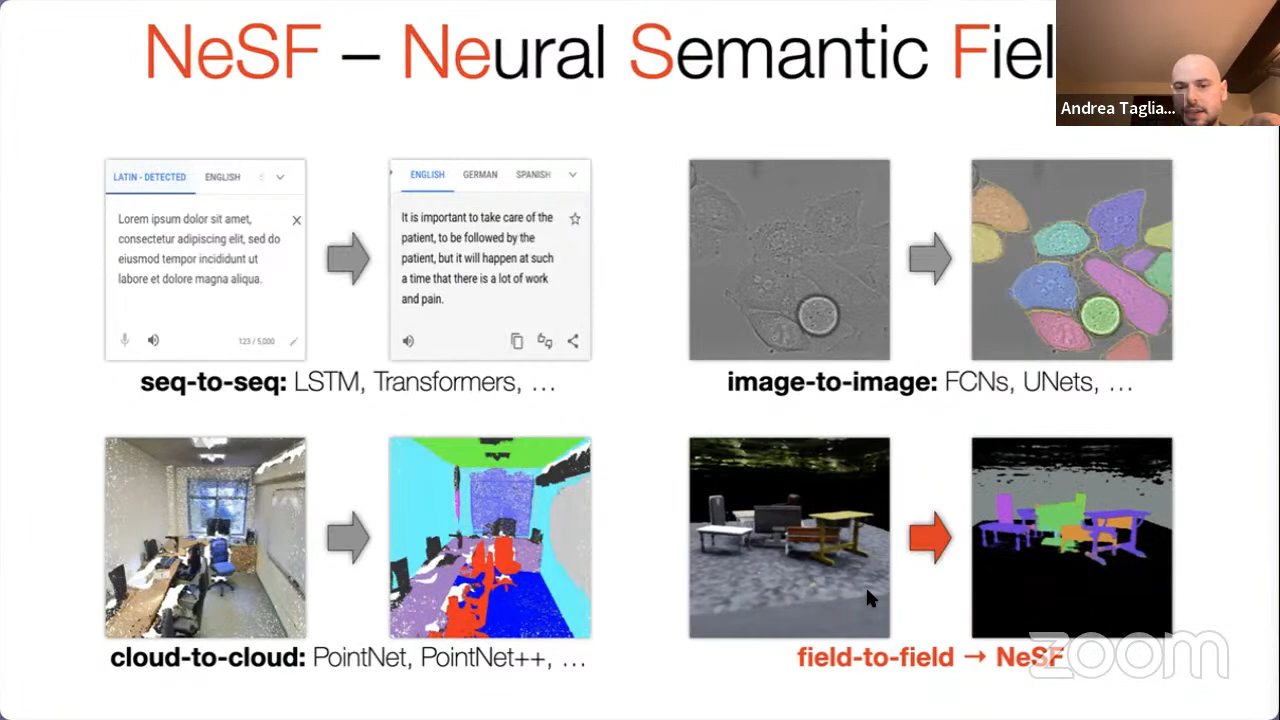 NeSF – Neural Semantic Fiel
Andrea Taglia...
LATIN - DETECTED ENGLISH
Lorem ipsum dolor sit amet,
consectetur adipiscing elit, sed do
eiusmod tempor incididunt ut
labore et dolore magna aliqua.
123 / 5,000
ENGLISH GERMAN SPANISH
It is important to take care of the
patient, to be followed by the
patient, but it will happen at such
a time that there is a lot of work
and pain.
seq-to-seq: LSTM, Transformers, …
image-to-image: FCNs, UNets, …
cloud-to-cloud: PointNet, PointNet++, …
field-to-field → NeSF
zoom